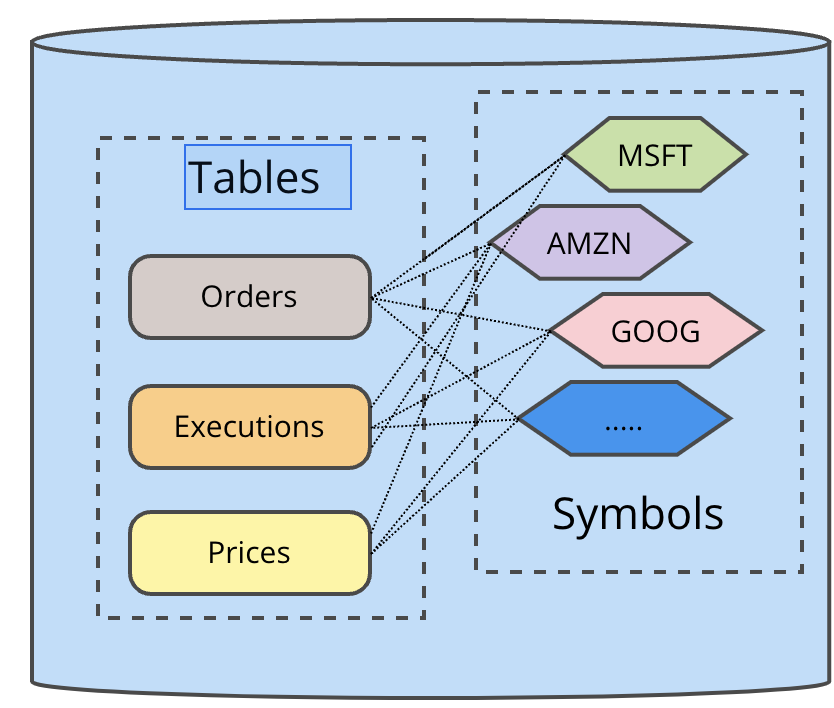 Tables
Orders
Executions
Prices
MSFT
AMZN
GOOG
.....
Symbols